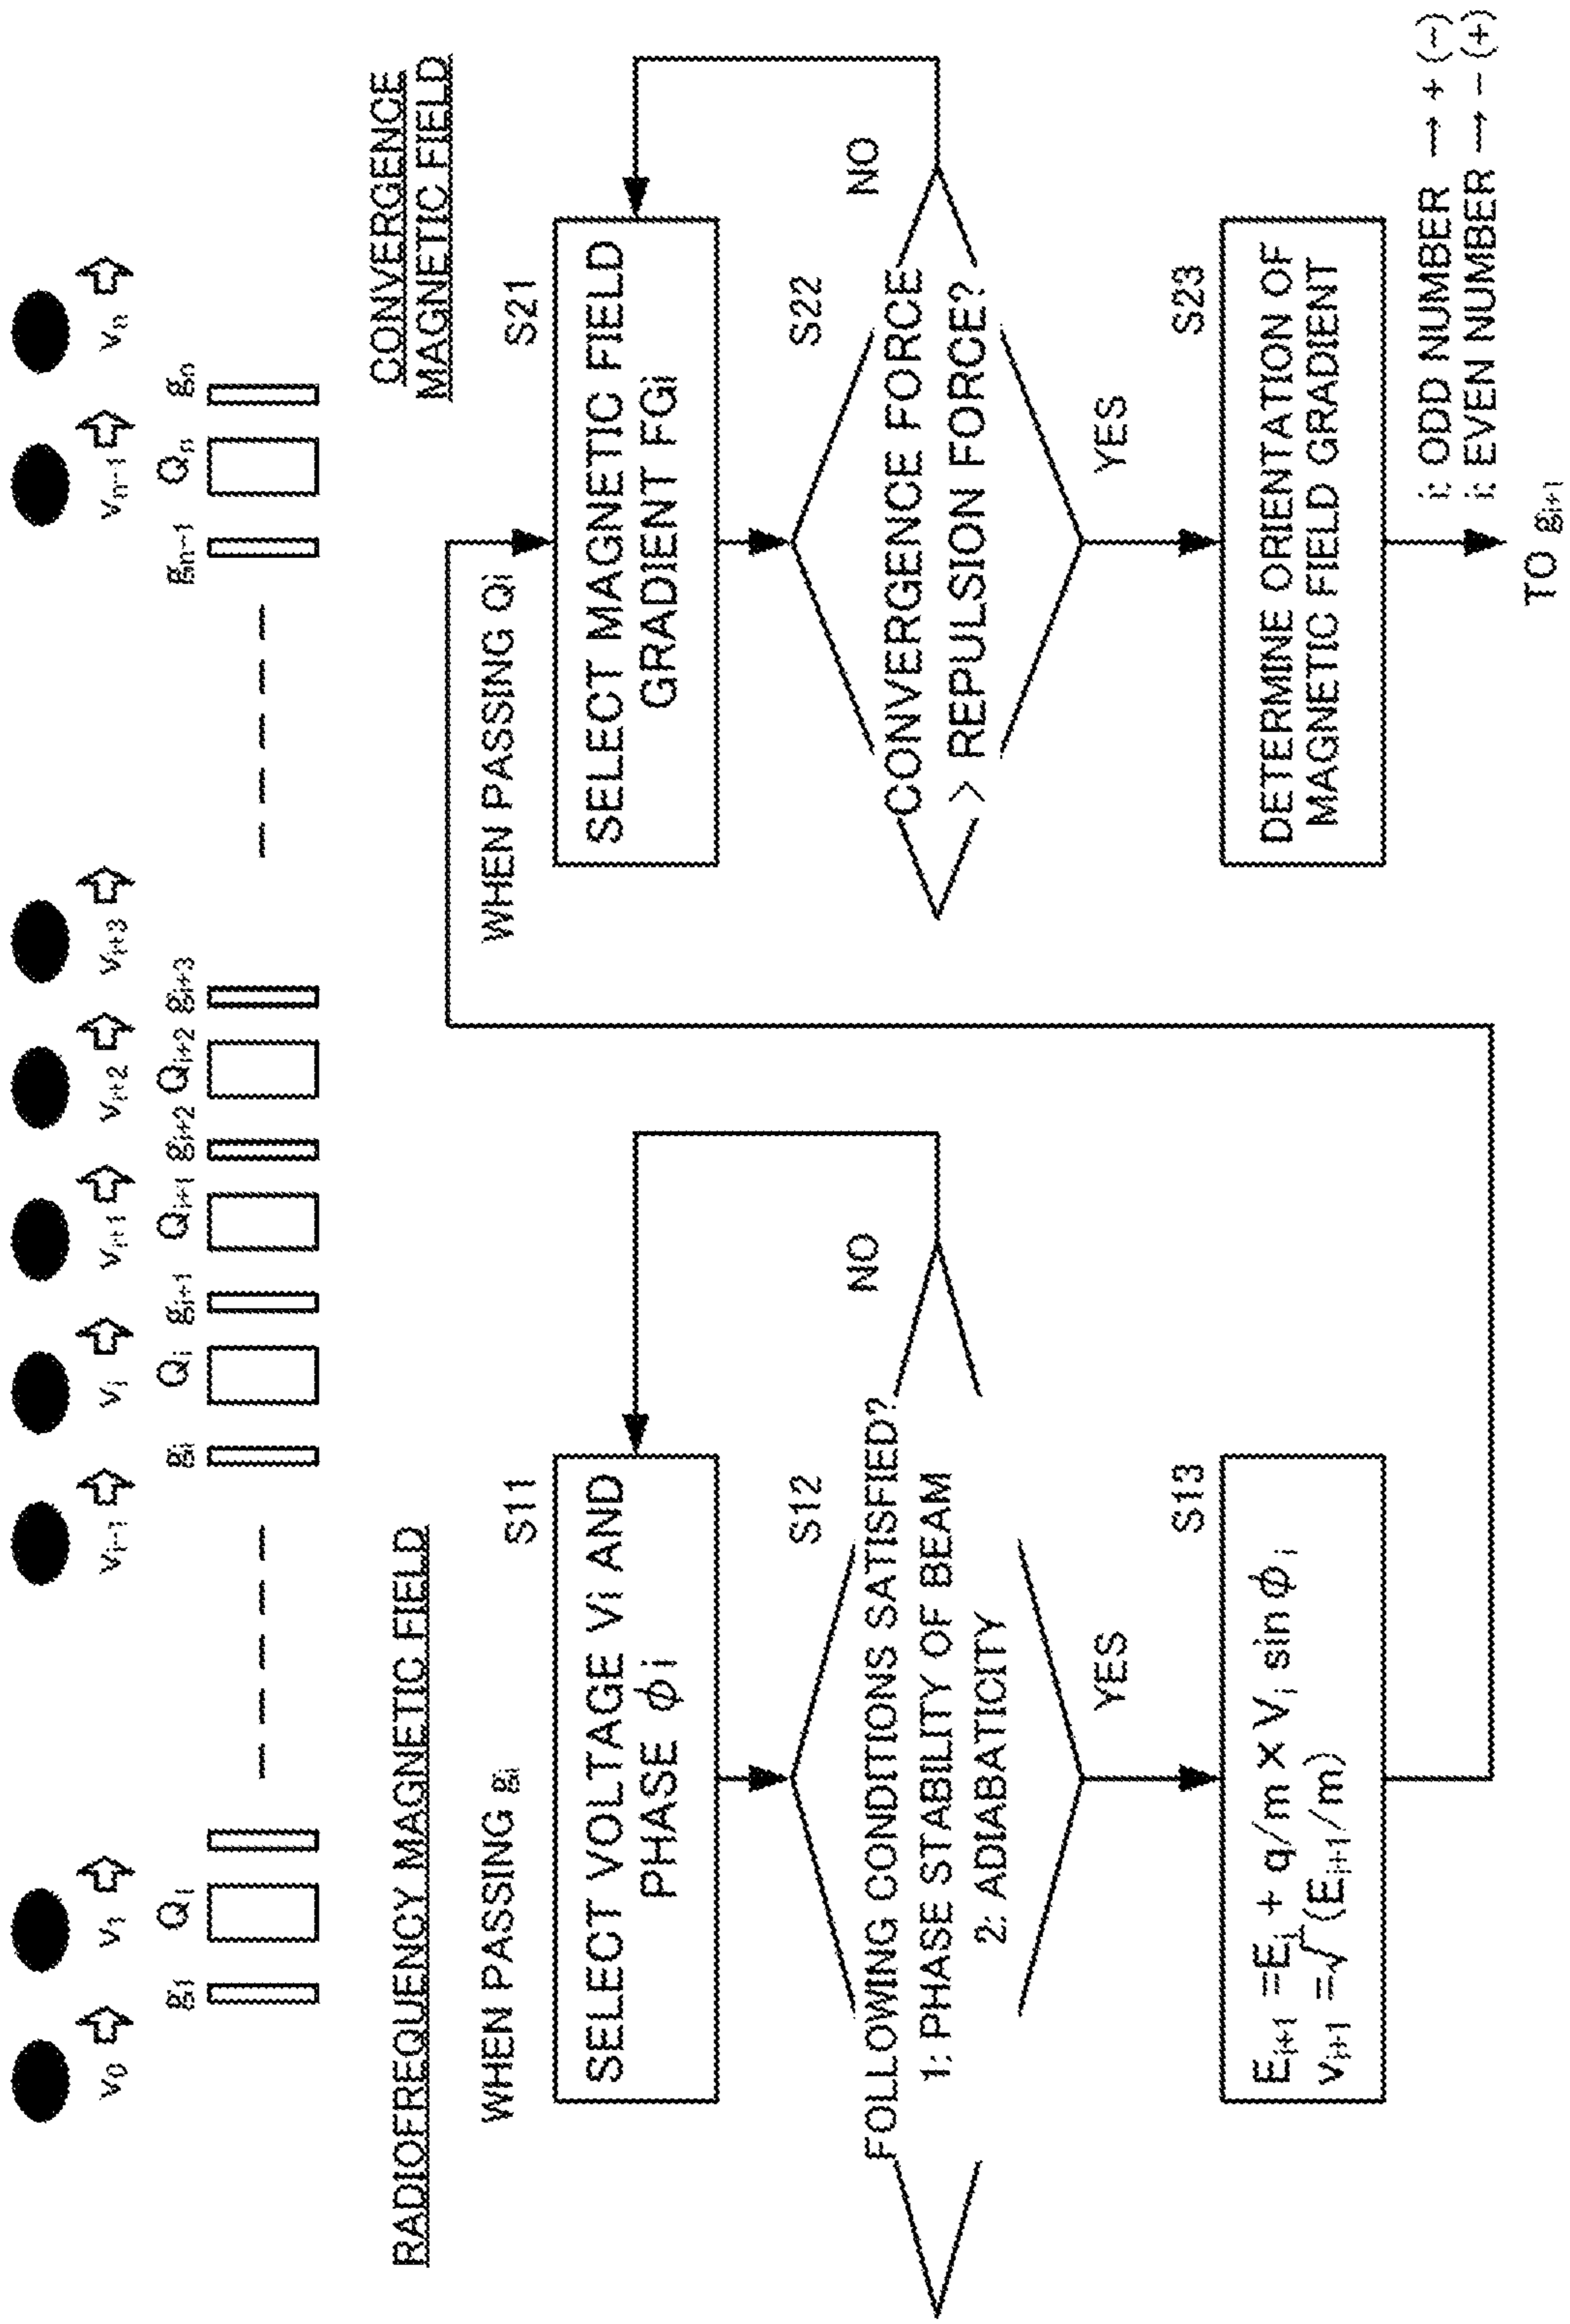 v0 v1 vi-1 vi vi+1 vi+2 vi+3 vn-1 vn
g1 Q1 gi Qi gi+1 Qi+1 gi+2 Qi+2 gi+3 gn-1 Qn gn
RADIOFREQUENCY MAGNETIC FIELD
WHEN PASSING gi
S11
SELECT VOLTAGE Vi AND
PHASE ϕi
S12
FOLLOWING CONDITIONS SATISFIED?
1: PHASE STABILITY OF BEAM
2: ADIABATICITY
NO
YES
S13
Ei+1 =Ei + q/m × Vi sin ϕi
vi+1 =√(Ei+1/m)
CONVERGENCE
MAGNETIC FIELD
WHEN PASSING Qi
S21
SELECT MAGNETIC FIELD
GRADIENT FGi
S22
CONVERGENCE FORCE
> REPULSION FORCE?
NO
YES
S23
DETERMINE ORIENTATION OF
MAGNETIC FIELD GRADIENT
i: ODD NUMBER → + (−)
i: EVEN NUMBER → − (+)
TO gi+1